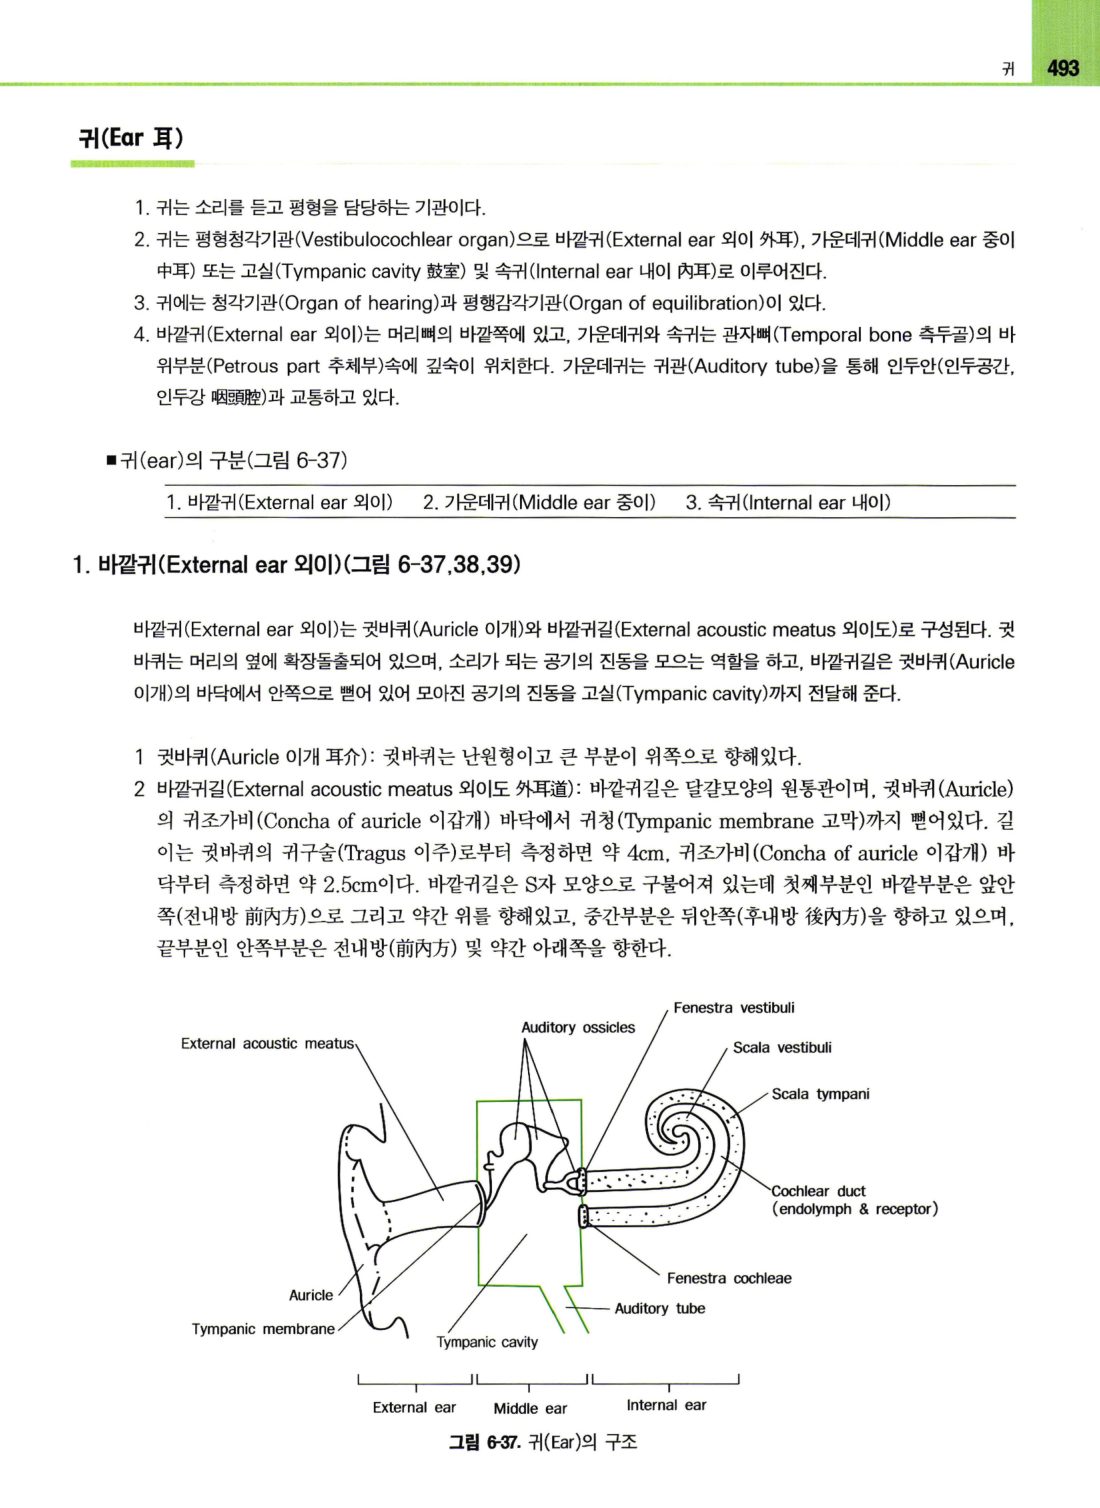 귀 493
귀(Ear 耳)
1. 귀는 소리를 듣고 평형을 담당하는 기관이다.
2. 귀는 평형청각기관(Vestibulocochlear organ)으로 바깥귀(External ear 외이 外耳), 가운데귀(Middle ear 중이
中耳) 또는 고실(Tympanic cavity 鼓室) 및 속귀(Internal ear 내이 內耳)로 이루어진다.
3. 귀에는 청각기관(Organ of hearing)과 평행감각기관(Organ of equilibration)이 있다.
4. 바깥귀(External ear 외이)는 머리뼈의 바깥쪽에 있고, 가운데귀와 속귀는 관자뼈(Temporal bone 측두골)의 바
위부분(Petrous part 추체부)속에 깊숙이 위치한다. 가운데귀는 귀관(Auditory tube)을 통해 인두안(인두공간,
인두강 咽頭腔)과 교통하고 있다.
■ 귀(ear)의 구분(그림 6-37)
1. 바깥귀(External ear 외이) 2. 가운데귀(Middle ear 중이) 3. 속귀(Internal ear 내이)
1. 바깥귀(External ear 외이)(그림 6-37,38,39)
바깥귀(External ear 외이)는 귓바퀴(Auricle 이개)와 바깥귀길(External acoustic meatus 외이도)로 구성된다. 귓
바퀴는 머리의 옆에 확장돌출되어 있으며, 소리가 되는 공기의 진동을 모으는 역할을 하고, 바깥귀길은 귓바퀴(Auricle
이개)의 바닥에서 안쪽으로 뻗어 있어 모아진 공기의 진동을 고실(Tympanic cavity)까지 전달해 준다.
1 귓바퀴(Auricle 이개 耳介): 귓바퀴는 난원형이고 큰 부분이 위쪽으로 향해있다.
2 바깥귀길(External acoustic meatus 외이도 外耳道): 바깥귀길은 달걀모양의 원통관이며, 귓바퀴(Auricle)
의 귀조가비(Concha of auricle 이갑개) 바닥에서 귀청(Tympanic membrane 고막)까지 뻗어있다. 길
이는 귓바퀴의 귀구슬(Tragus 이주)로부터 측정하면 약 4cm, 귀조가비(Concha of auricle 이갑개) 바
닥부터 측정하면 약 2.5cm이다. 바깥귀길은 S자 모양으로 구불어져 있는데 첫째부분인 바깥부분은 앞안
쪽(전내방 前內方)으로 그리고 약간 위를 향해있고, 중간부분은 뒤안쪽(후내방 後內方)을 향하고 있으며,
끝부분인 안쪽부분은 전내방(前內方) 및 약간 아래쪽을 향한다.
Fenestra vestibuli
Auditory ossicles
External acoustic meatus
Scala vestibuli
Scala tympani
Cochlear duct
(endolymph & receptor)
Fenestra cochleae
Auricle
Auditory tube
Tympanic membrane
Tympanic cavity
External ear Middle ear Internal ear
그림 6-37. 귀(Ear)의 구조